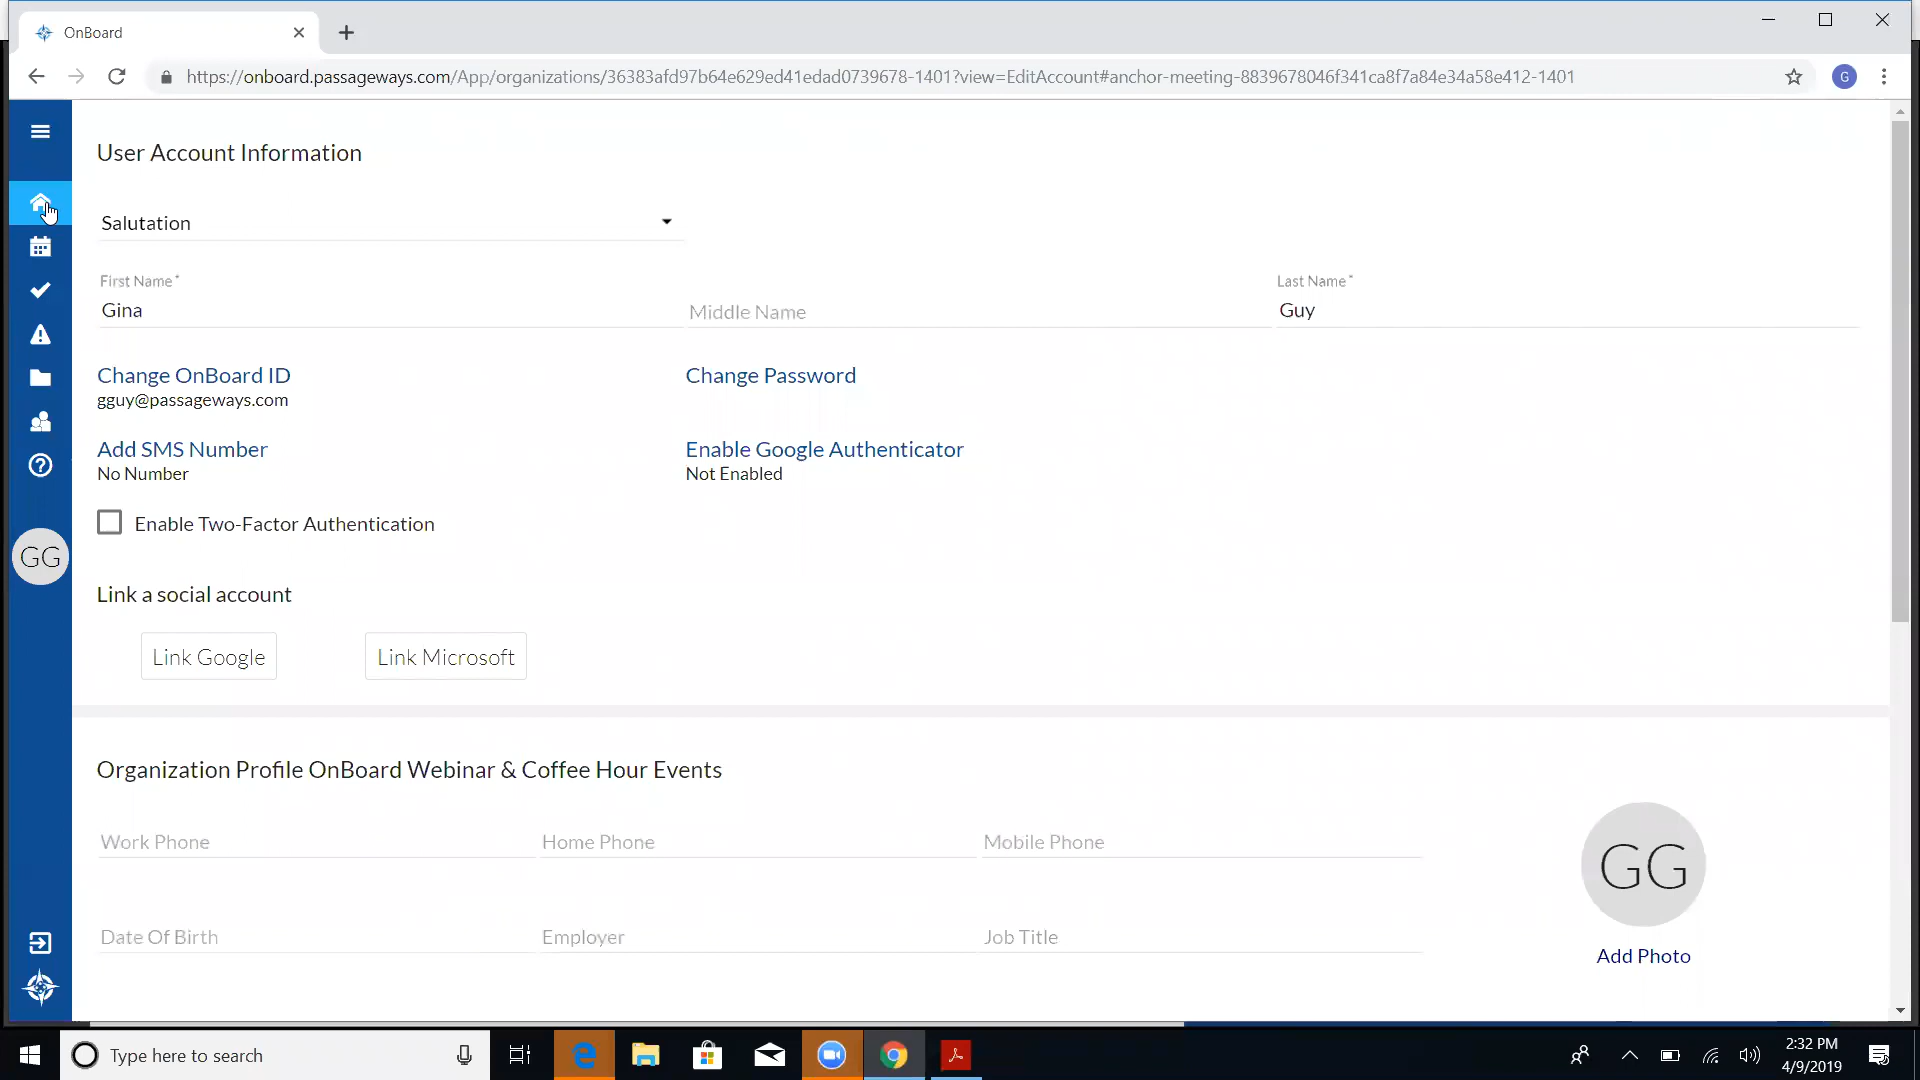 OnBoard
https://onboard.passageways.com/App/organizations/36383afd97b64e629ed41edad0739678-1401?view=EditAccount#anchor-meeting-8839678046f341ca8f7a84e34a58e412-1401
G
User Account Information
Salutation
First Name*
Last Name*
Gina
Middle Name
Guy
Change OnBoard ID
Change Password
gguy@passageways.com
Add SMS Number
Enable Google Authenticator
No Number
Not Enabled
Enable Two-Factor Authentication
GG
Link a social account
Link Google
Link Microsoft
Organization Profile OnBoard Webinar & Coffee Hour Events
Work Phone
Home Phone
Mobile Phone
GG
Date Of Birth
Employer
Job Title
Add Photo
Type here to search
2:32 PM
4/9/2019